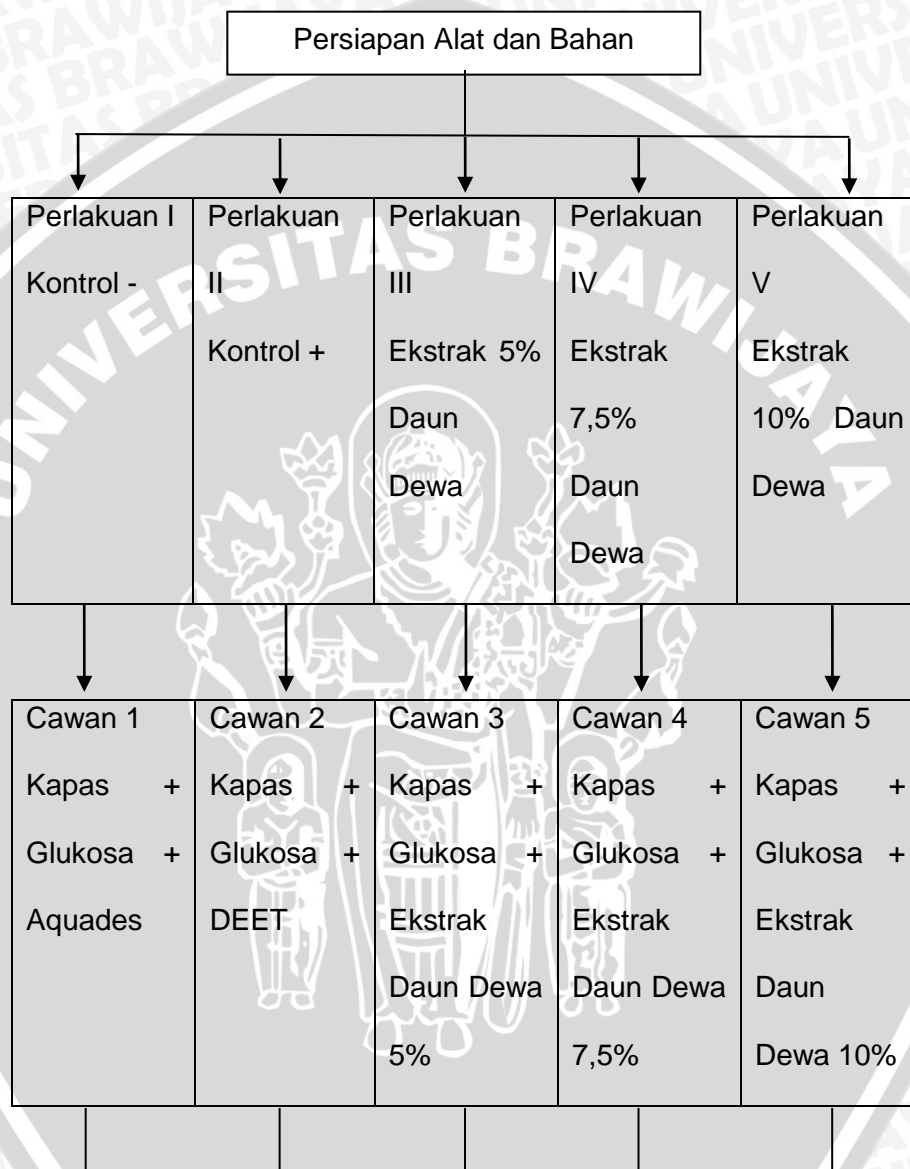 Persiapan Alat dan Bahan
Perlakuan I
Kontrol -
Perlakuan
II
Kontrol +
Perlakuan
III
Ekstrak 5%
Daun
Dewa
Perlakuan
IV
Ekstrak
7,5%
Daun
Dewa
Perlakuan
V
Ekstrak
10% Daun
Dewa
Cawan 1
Kapas +
Glukosa +
Aquades
Cawan 2
Kapas +
Glukosa +
DEET
Cawan 3
Kapas +
Glukosa +
Ekstrak
Daun Dewa
5%
Cawan 4
Kapas +
Glukosa +
Ekstrak
Daun Dewa
7,5%
Cawan 5
Kapas +
Glukosa +
Ekstrak
Daun
Dewa 10%
UNIVERSITAS BRAWIJAYA